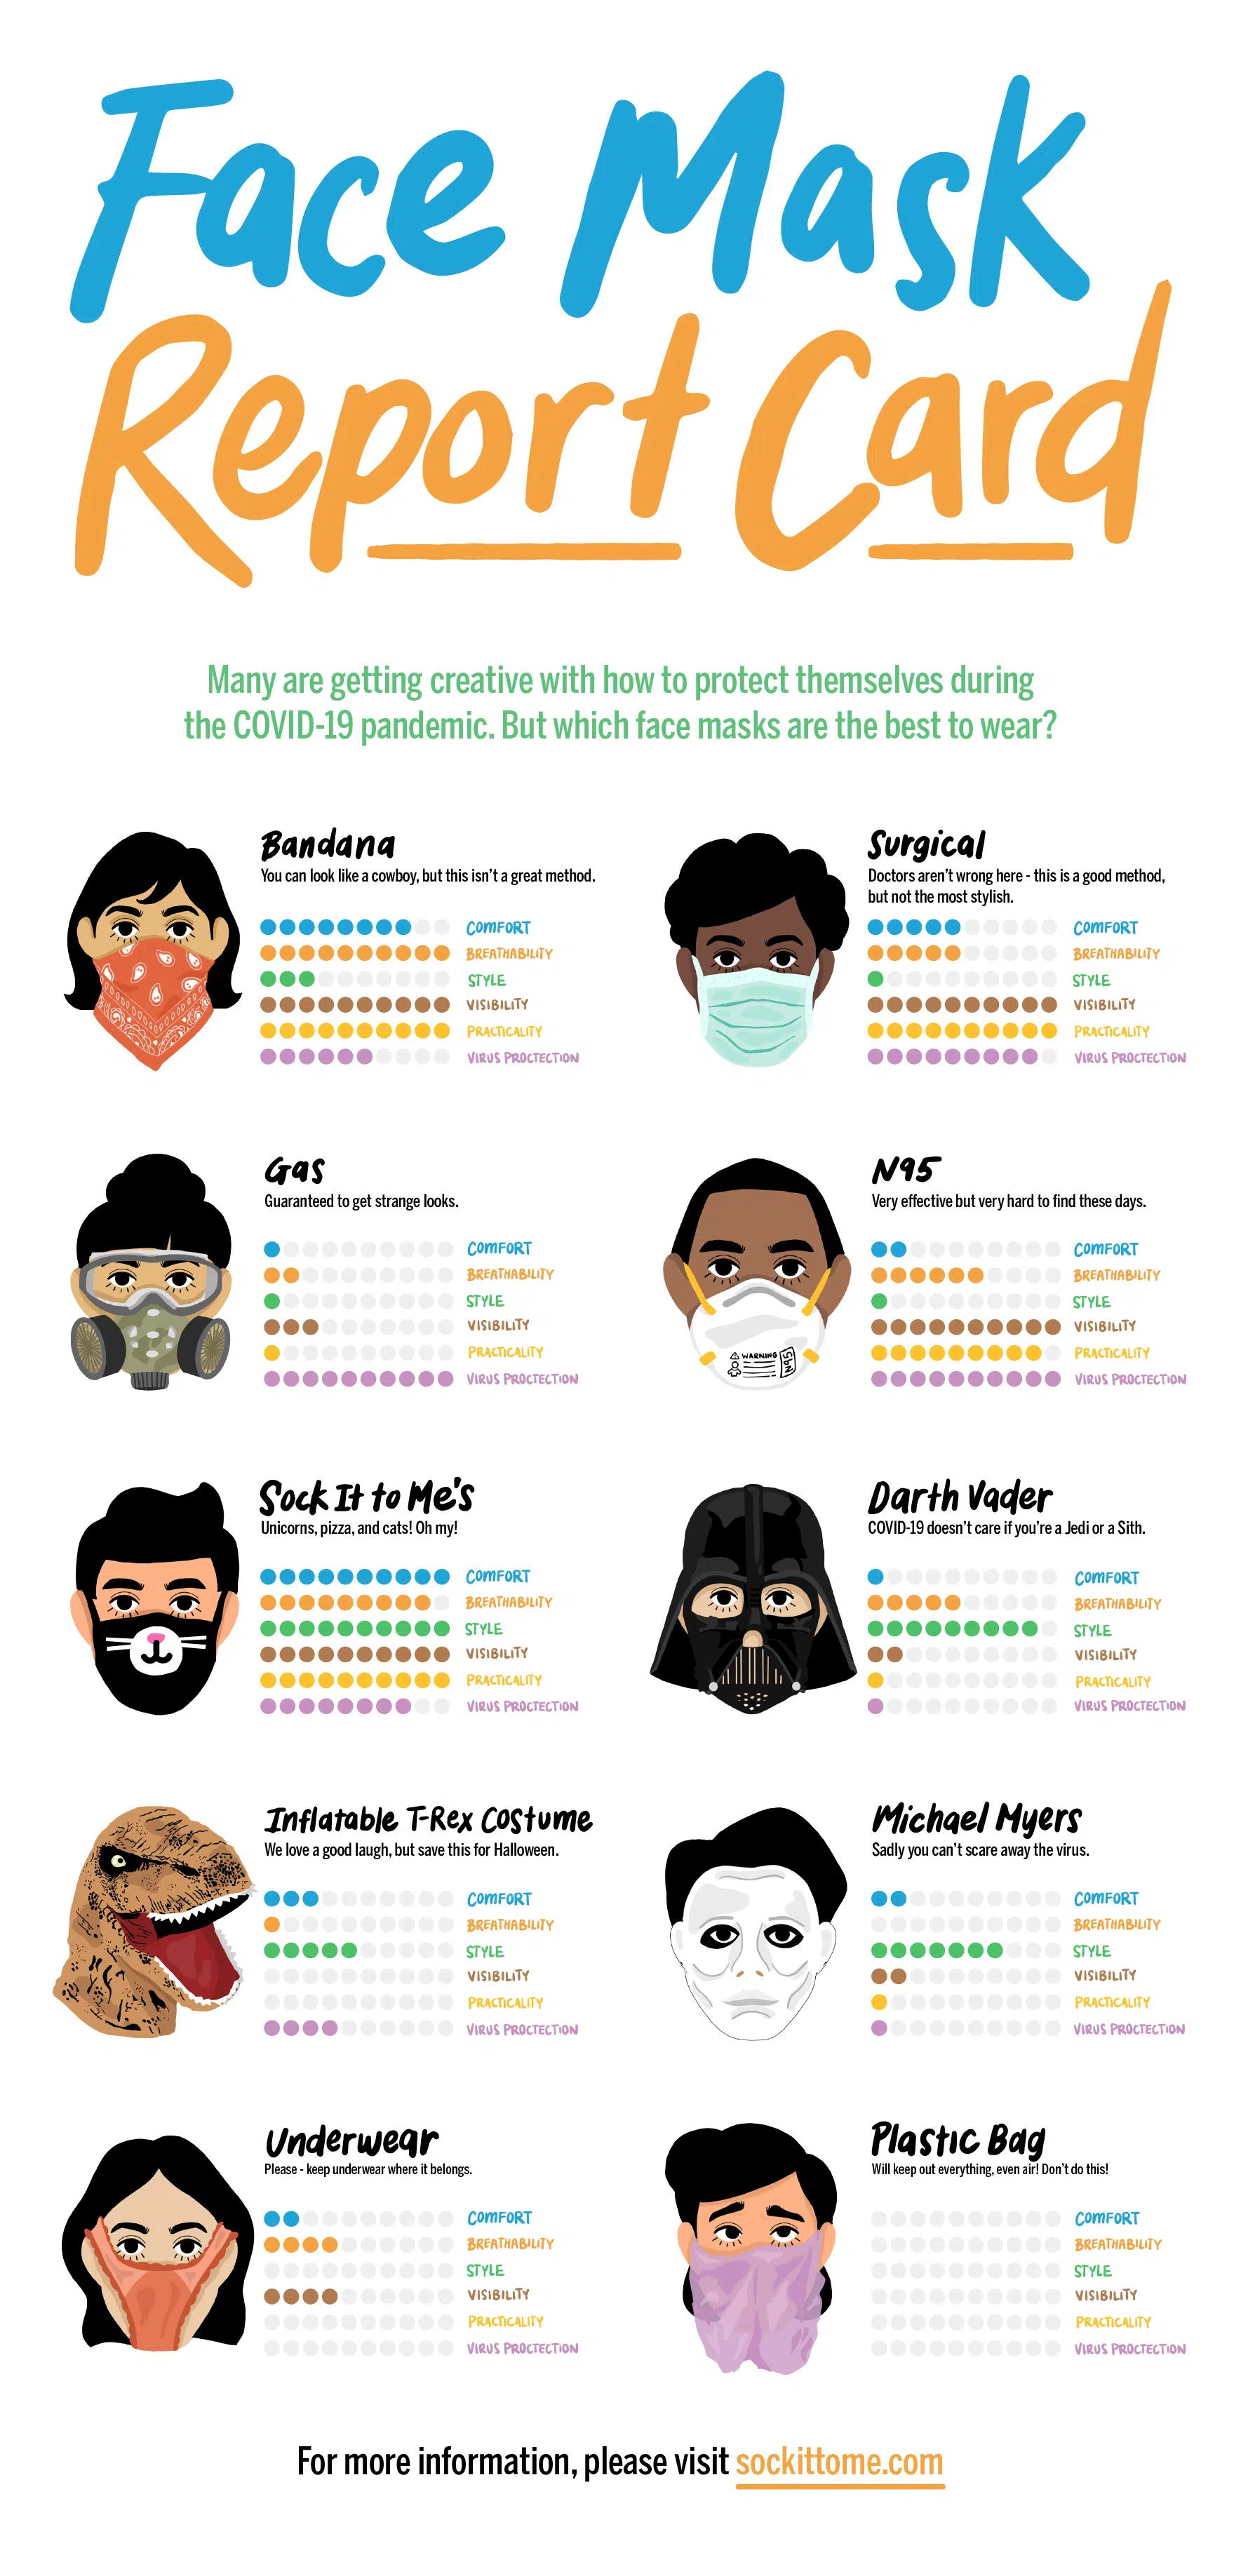 Face Mask
Report Card
Many are getting creative with how to protect themselves during
the COVID-19 pandemic. But which face masks are the best to wear?
Bandana
You can look like a cowboy, but this isn't a great method.
COMFORT
BREATHABILITY
STYLE
VISIBILITY
PRACTICALITY
VIRUS PROCTECTION
Surgical
Doctors aren't wrong here - this is a good method,
but not the most stylish.
COMFORT
BREATHABILITY
STYLE
VISIBILITY
PRACTICALITY
VIRUS PROCTECTION
Gas
Guaranteed to get strange looks.
COMFORT
BREATHABILITY
STYLE
VISIBILITY
PRACTICALITY
VIRUS PROCTECTION
N95
Very effective but very hard to find these days.
WARNING
N95
COMFORT
BREATHABILITY
STYLE
VISIBILITY
PRACTICALITY
VIRUS PROCTECTION
Sock It to Me's
Unicorns, pizza, and cats! Oh my!
COMFORT
BREATHABILITY
STYLE
VISIBILITY
PRACTICALITY
VIRUS PROCTECTION
Darth Vader
COVID-19 doesn't care if you're a Jedi or a Sith.
COMFORT
BREATHABILITY
STYLE
VISIBILITY
PRACTICALITY
VIRUS PROCTECTION
Inflatable T-Rex Costume
We love a good laugh, but save this for Halloween.
COMFORT
BREATHABILITY
STYLE
VISIBILITY
PRACTICALITY
VIRUS PROCTECTION
Michael Myers
Sadly you can't scare away the virus.
COMFORT
BREATHABILITY
STYLE
VISIBILITY
PRACTICALITY
VIRUS PROCTECTION
Underwear
Please - keep underwear where it belongs.
COMFORT
BREATHABILITY
STYLE
VISIBILITY
PRACTICALITY
VIRUS PROCTECTION
Plastic Bag
Will keep out everything, even air! Don't do this!
COMFORT
BREATHABILITY
STYLE
VISIBILITY
PRACTICALITY
VIRUS PROCTECTION
For more information, please visit sockittome.com